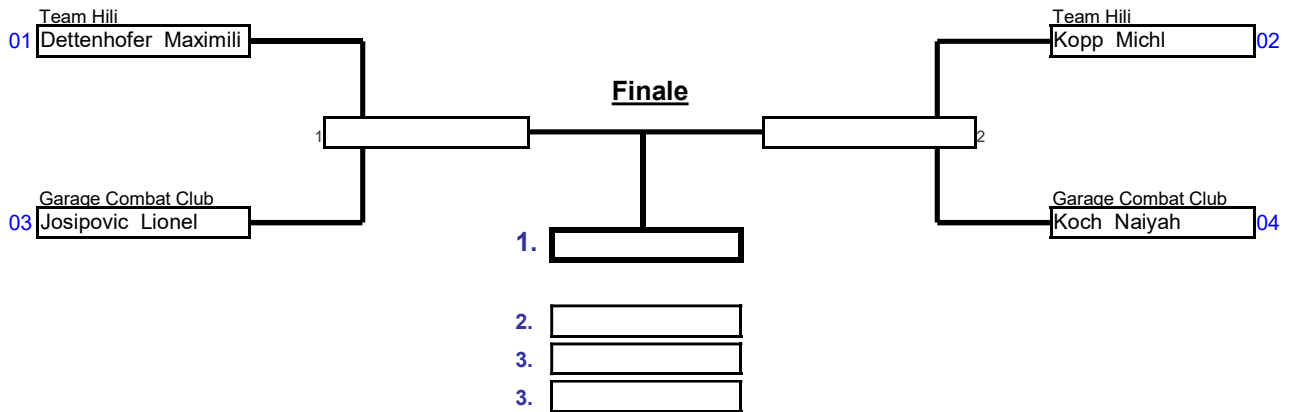 Team Hili
01 Dettenhofer Maximili
Team Hili
Kopp Michl 02
Finale
1
2
Garage Combat Club
03 Josipovic Lionel
Garage Combat Club
Koch Naiyah 04
1.
2.
3.
3.